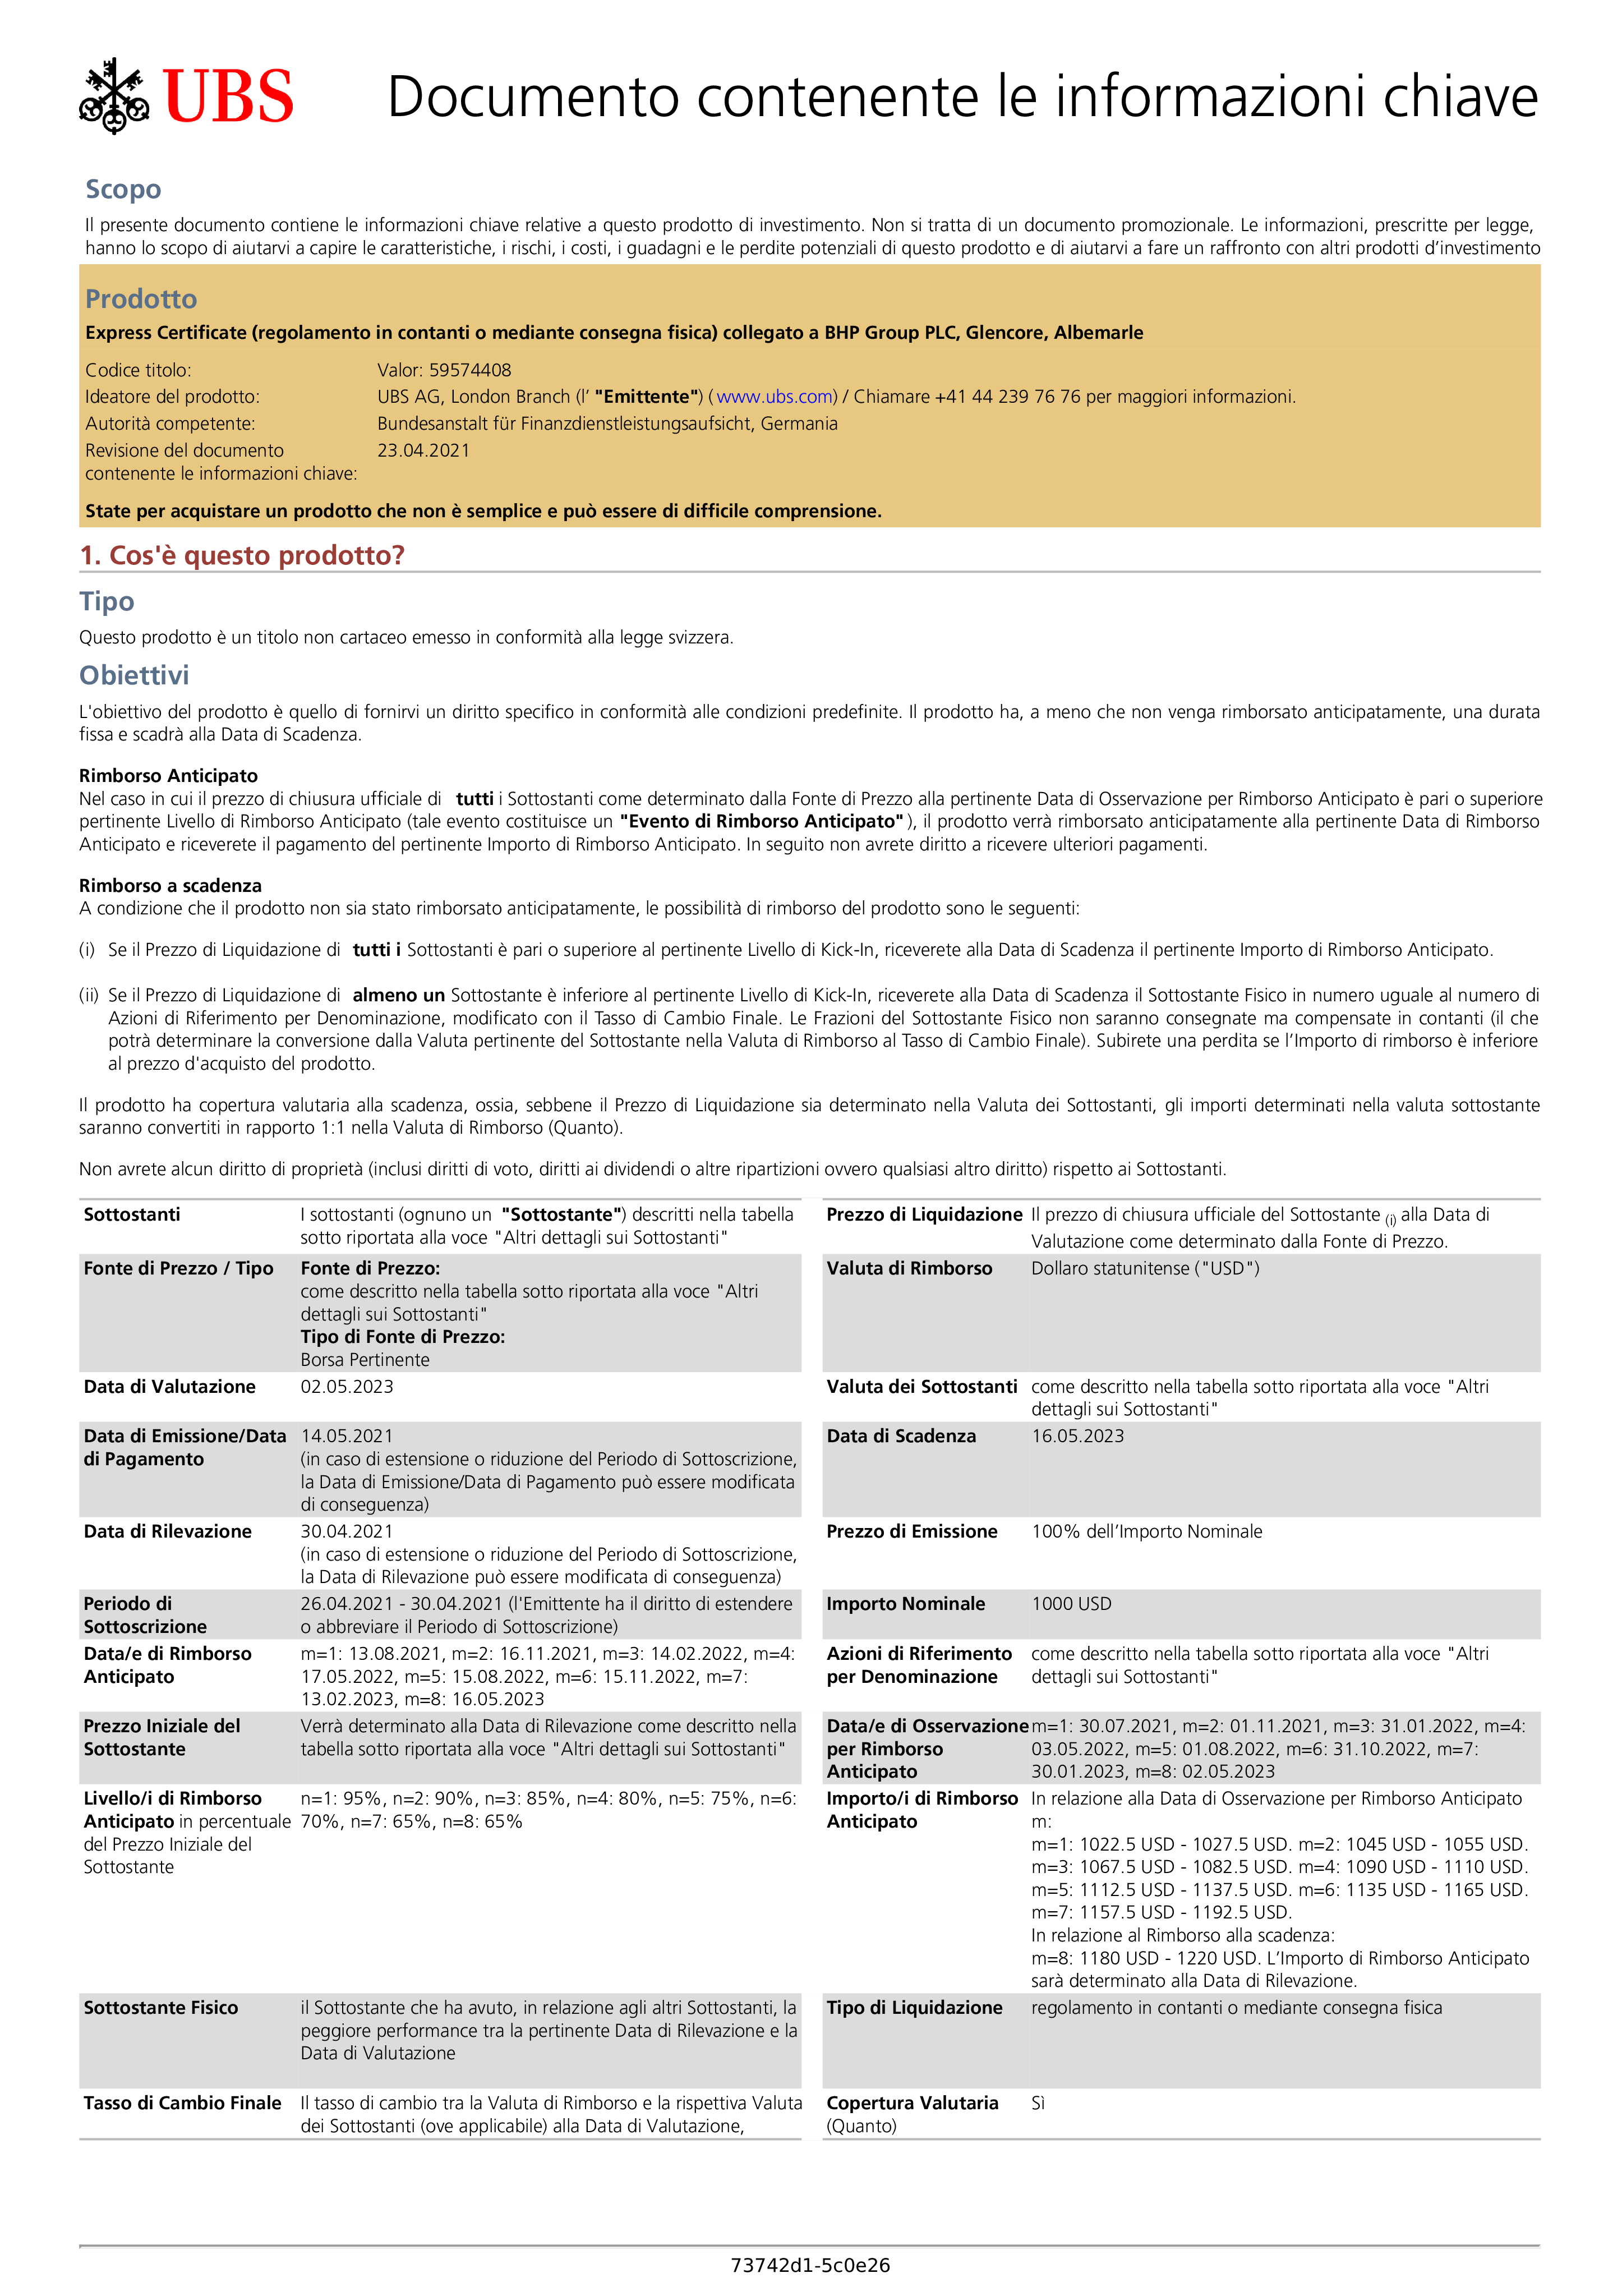 UBS
Documento contenente le informazioni chiave
Scopo
Il presente documento contiene le informazioni chiave relative a questo prodotto di investimento. Non si tratta di un documento promozionale. Le informazioni, prescritte per legge,
hanno lo scopo di aiutarvi a capire le caratteristiche, i rischi, i costi, i guadagni e le perdite potenziali di questo prodotto e di aiutarvi a fare un raffronto con altri prodotti d’investimento
Prodotto
Express Certificate (regolamento in contanti o mediante consegna fisica) collegato a BHP Group PLC, Glencore, Albemarle
Codice titolo: Valor: 59574408
Ideatore del prodotto: UBS AG, London Branch (l’ "Emittente") ( www.ubs.com) / Chiamare +41 44 239 76 76 per maggiori informazioni.
Autorità competente: Bundesanstalt für Finanzdienstleistungsaufsicht, Germania
Revisione del documento 23.04.2021
contenente le informazioni chiave:
State per acquistare un prodotto che non è semplice e può essere di difficile comprensione.
1. Cos'è questo prodotto?
Tipo
Questo prodotto è un titolo non cartaceo emesso in conformità alla legge svizzera.
Obiettivi
L'obiettivo del prodotto è quello di fornirvi un diritto specifico in conformità alle condizioni predefinite. Il prodotto ha, a meno che non venga rimborsato anticipatamente, una durata
fissa e scadrà alla Data di Scadenza.
Rimborso Anticipato
Nel caso in cui il prezzo di chiusura ufficiale di tutti i Sottostanti come determinato dalla Fonte di Prezzo alla pertinente Data di Osservazione per Rimborso Anticipato è pari o superiore
pertinente Livello di Rimborso Anticipato (tale evento costituisce un "Evento di Rimborso Anticipato" ), il prodotto verrà rimborsato anticipatamente alla pertinente Data di Rimborso
Anticipato e riceverete il pagamento del pertinente Importo di Rimborso Anticipato. In seguito non avrete diritto a ricevere ulteriori pagamenti.
Rimborso a scadenza
A condizione che il prodotto non sia stato rimborsato anticipatamente, le possibilità di rimborso del prodotto sono le seguenti:
(i) Se il Prezzo di Liquidazione di tutti i Sottostanti è pari o superiore al pertinente Livello di Kick-In, riceverete alla Data di Scadenza il pertinente Importo di Rimborso Anticipato.
(ii) Se il Prezzo di Liquidazione di almeno un Sottostante è inferiore al pertinente Livello di Kick-In, riceverete alla Data di Scadenza il Sottostante Fisico in numero uguale al numero di
Azioni di Riferimento per Denominazione, modificato con il Tasso di Cambio Finale. Le Frazioni del Sottostante Fisico non saranno consegnate ma compensate in contanti (il che
potrà determinare la conversione dalla Valuta pertinente del Sottostante nella Valuta di Rimborso al Tasso di Cambio Finale). Subirete una perdita se l’Importo di rimborso è inferiore
al prezzo d'acquisto del prodotto.
Il prodotto ha copertura valutaria alla scadenza, ossia, sebbene il Prezzo di Liquidazione sia determinato nella Valuta dei Sottostanti, gli importi determinati nella valuta sottostante
saranno convertiti in rapporto 1:1 nella Valuta di Rimborso (Quanto).
Non avrete alcun diritto di proprietà (inclusi diritti di voto, diritti ai dividendi o altre ripartizioni ovvero qualsiasi altro diritto) rispetto ai Sottostanti.
Sottostanti
I sottostanti (ognuno un "Sottostante") descritti nella tabella
sotto riportata alla voce "Altri dettagli sui Sottostanti"
Prezzo di Liquidazione
Il prezzo di chiusura ufficiale del Sottostante (i) alla Data di
Valutazione come determinato dalla Fonte di Prezzo.
Fonte di Prezzo / Tipo
Fonte di Prezzo:
come descritto nella tabella sotto riportata alla voce "Altri
dettagli sui Sottostanti"
Tipo di Fonte di Prezzo:
Borsa Pertinente
Valuta di Rimborso
Dollaro statunitense ("USD")
Data di Valutazione
02.05.2023
Valuta dei Sottostanti
come descritto nella tabella sotto riportata alla voce "Altri
dettagli sui Sottostanti"
Data di Emissione/Data
di Pagamento
14.05.2021
(in caso di estensione o riduzione del Periodo di Sottoscrizione,
la Data di Emissione/Data di Pagamento può essere modificata
di conseguenza)
Data di Scadenza
16.05.2023
Data di Rilevazione
30.04.2021
(in caso di estensione o riduzione del Periodo di Sottoscrizione,
la Data di Rilevazione può essere modificata di conseguenza)
Prezzo di Emissione
100% dell’Importo Nominale
Periodo di
Sottoscrizione
26.04.2021 - 30.04.2021 (l'Emittente ha il diritto di estendere
o abbreviare il Periodo di Sottoscrizione)
Importo Nominale
1000 USD
Data/e di Rimborso
Anticipato
m=1: 13.08.2021, m=2: 16.11.2021, m=3: 14.02.2022, m=4:
17.05.2022, m=5: 15.08.2022, m=6: 15.11.2022, m=7:
13.02.2023, m=8: 16.05.2023
Azioni di Riferimento
per Denominazione
come descritto nella tabella sotto riportata alla voce "Altri
dettagli sui Sottostanti"
Prezzo Iniziale del
Sottostante
Verrà determinato alla Data di Rilevazione come descritto nella
tabella sotto riportata alla voce "Altri dettagli sui Sottostanti"
Data/e di Osservazione
per Rimborso
Anticipato
m=1: 30.07.2021, m=2: 01.11.2021, m=3: 31.01.2022, m=4:
03.05.2022, m=5: 01.08.2022, m=6: 31.10.2022, m=7:
30.01.2023, m=8: 02.05.2023
Livello/i di Rimborso
Anticipato in percentuale
del Prezzo Iniziale del
Sottostante
n=1: 95%, n=2: 90%, n=3: 85%, n=4: 80%, n=5: 75%, n=6:
70%, n=7: 65%, n=8: 65%
Importo/i di Rimborso
Anticipato
In relazione alla Data di Osservazione per Rimborso Anticipato
m:
m=1: 1022.5 USD - 1027.5 USD. m=2: 1045 USD - 1055 USD.
m=3: 1067.5 USD - 1082.5 USD. m=4: 1090 USD - 1110 USD.
m=5: 1112.5 USD - 1137.5 USD. m=6: 1135 USD - 1165 USD.
m=7: 1157.5 USD - 1192.5 USD.
In relazione al Rimborso alla scadenza:
m=8: 1180 USD - 1220 USD. L’Importo di Rimborso Anticipato
sarà determinato alla Data di Rilevazione.
Sottostante Fisico
il Sottostante che ha avuto, in relazione agli altri Sottostanti, la
peggiore performance tra la pertinente Data di Rilevazione e la
Data di Valutazione
Tipo di Liquidazione
regolamento in contanti o mediante consegna fisica
Tasso di Cambio Finale
Il tasso di cambio tra la Valuta di Rimborso e la rispettiva Valuta
dei Sottostanti (ove applicabile) alla Data di Valutazione,
Copertura Valutaria
(Quanto)
Sì
73742d1-5c0e26